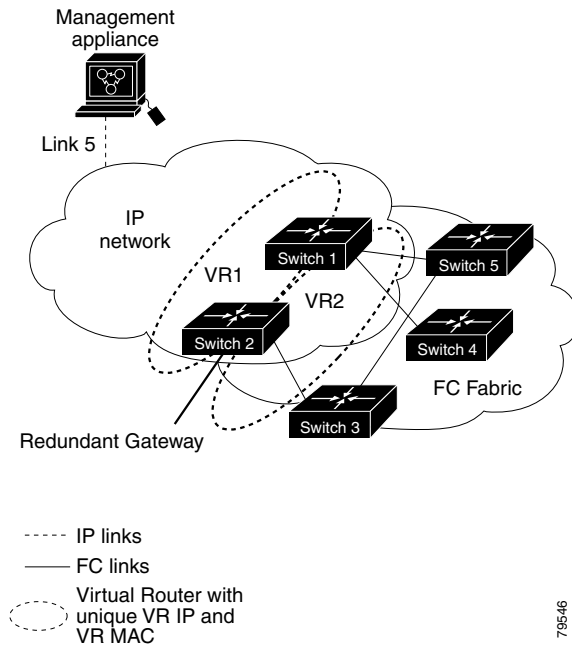 Management
appliance
Link 5
IP
network
Switch 1
Switch 5
VR1
VR2
Switch 2
Switch 4
FC Fabric
Switch 3
Redundant Gateway
IP links
FC links
Virtual Router with
unique VR IP and
VR MAC
79546